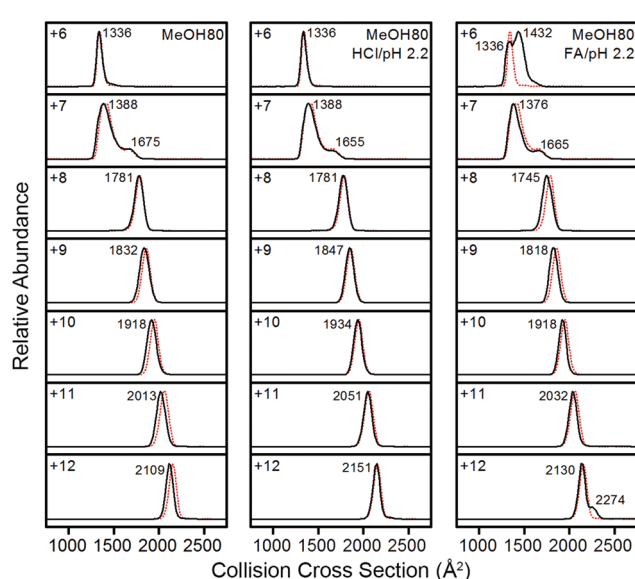 Relative Abundance
+6 1336 MeOH80
+7 1388 1675
+8 1781
+9 1832
+10 1918
+11 2013
+12 2109
1000 1500 2000 2500
+6 1336 MeOH80
HCl/pH 2.2
+7 1388 1655
+8 1781
+9 1847
+10 1934
+11 2051
+12 2151
1000 1500 2000 2500
+6 1336 1432 MeOH80
FA/pH 2.2
+7 1376 1665
+8 1745
+9 1818
+10 1918
+11 2032
+12 2130 2274
1000 1500 2000 2500
Collision Cross Section (Å²)